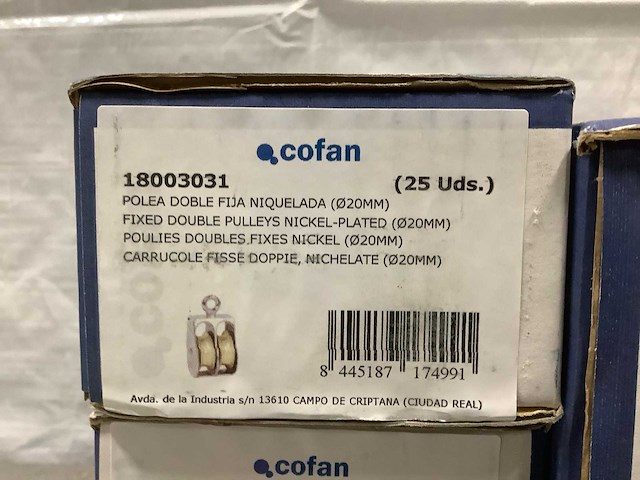 cofan
18003031 (25 Uds.)
POLEA DOBLE FIJA NIQUELADA (Ø20MM)
FIXED DOUBLE PULLEYS NICKEL-PLATED (Ø20MM)
POULIES DOUBLES FIXES NICKEL (Ø20MM)
CARRUCOLE FISSE DOPPIE, NICHELATE (Ø20MM)
8 445187 174991
Avda. de la Industria s/n 13610 CAMPO DE CRIPTANA (CIUDAD REAL)
cofan